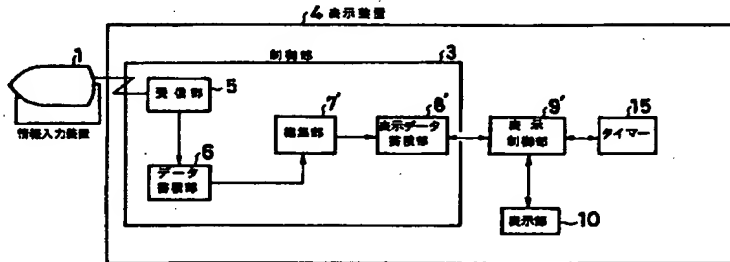 4 表示装置
1
制御部
3
受信部
5
情報入力装置
7'
編集部
8'
表示データ
蓄積部
9'
表示
制御部
15
タイマー
6
データ
蓄積部
表示部
10